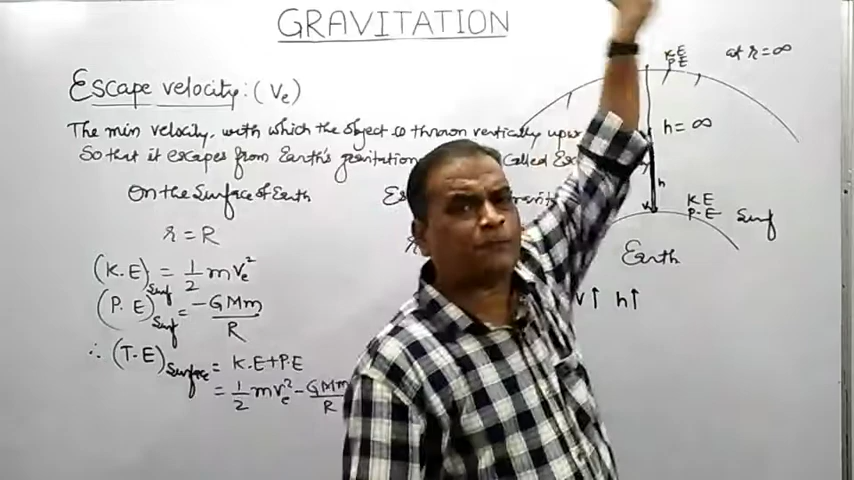 GRAVITATION
Escape velocity: (Ve)
The min velocity, with which the object is thrown vertically
So that it escapes from Earth's gravitation called
On the Surface of Earth
r = R
(K.E)Surf = 1/2 mVe²
(P.E)Surf = -GMm/R
∴ (T.E)Surface = K.E+P.E
= 1/2 mVe² - GMm/R
K.E
P.E
at r=∞
h=∞
h
K.E
P.E
Surf
Earth
v↑ h↑